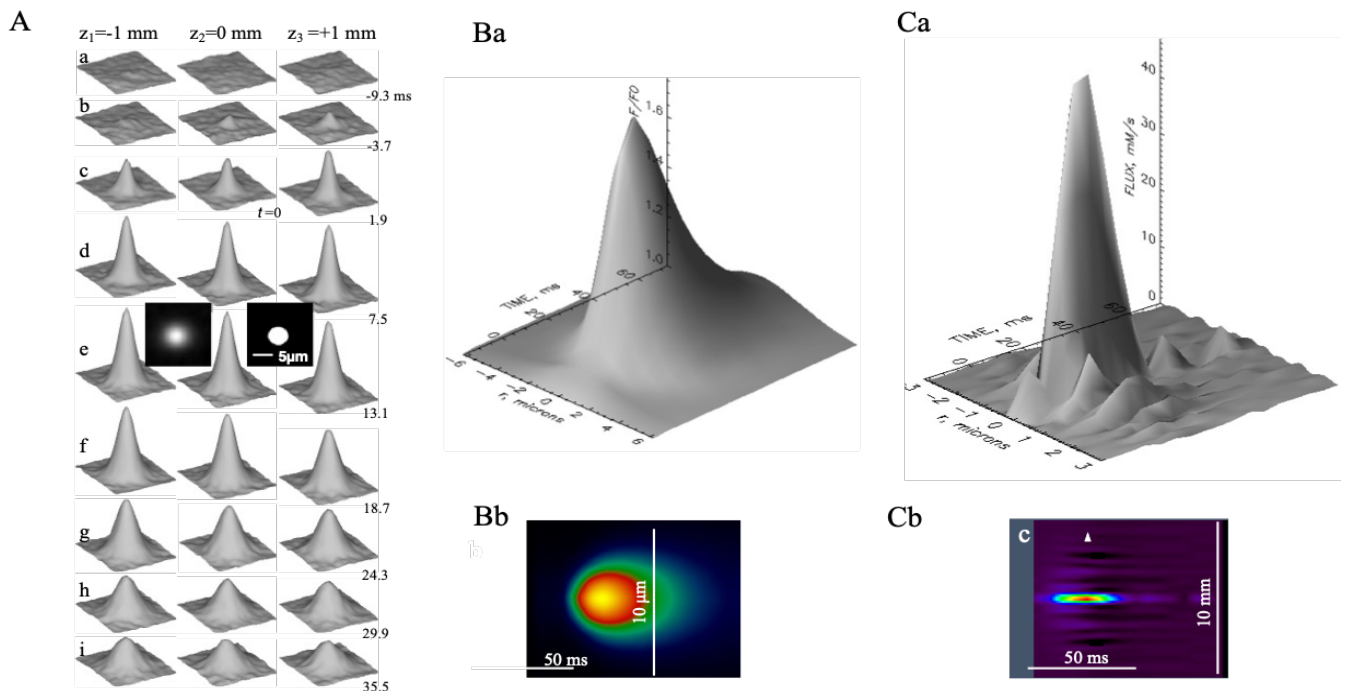 A
z1=-1 mm z2=0 mm z3 =+1 mm
a
-9.3 ms
b
-3.7
c
t=0
1.9
d
7.5
e
5µm
13.1
f
18.7
g
24.3
h
29.9
i
35.5
Ba
F/F0
1.6
1.4
1.2
1.0
TIME, ms
0
20
40
60
-6
-4
-2
0
2
4
6
r, microns
Ca
FLUX, mM/s
40
30
20
10
0
TIME, ms
0
20
40
60
-2
-1
0
1
2
3
r, microns
Bb
b
10 µm
50 ms
Cb
c
10 mm
50 ms